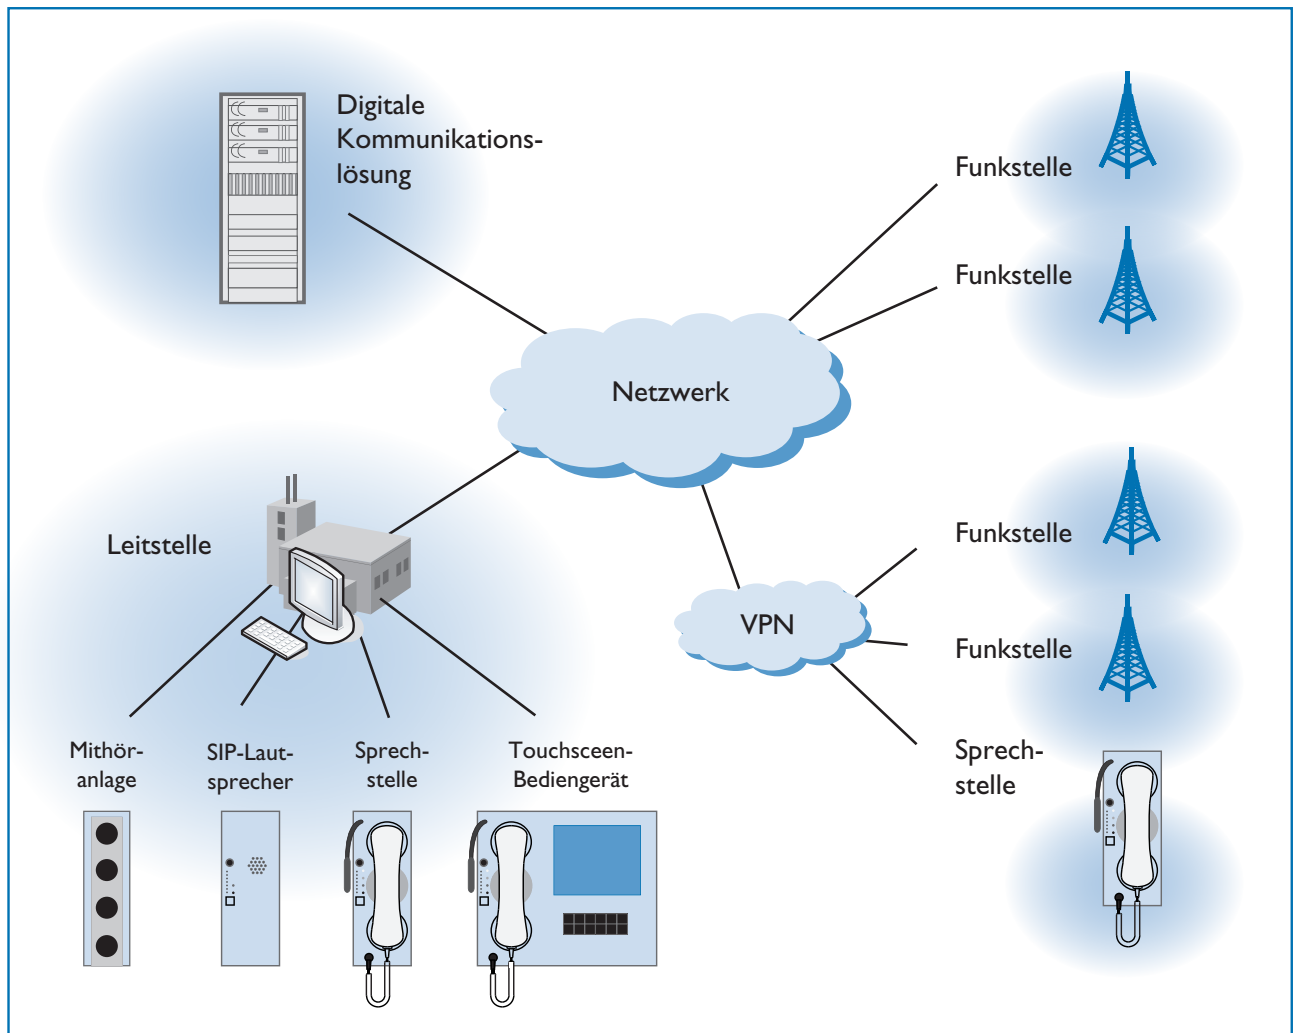 Digitale
Kommunikations-
lösung
Funkstelle
Funkstelle
Netzwerk
Leitstelle
Funkstelle
VPN
Funkstelle
Mithör-
anlage
SIP-Laut-
sprecher
Sprech-
stelle
Touchsceen-
Bediengerät
Sprech-
stelle